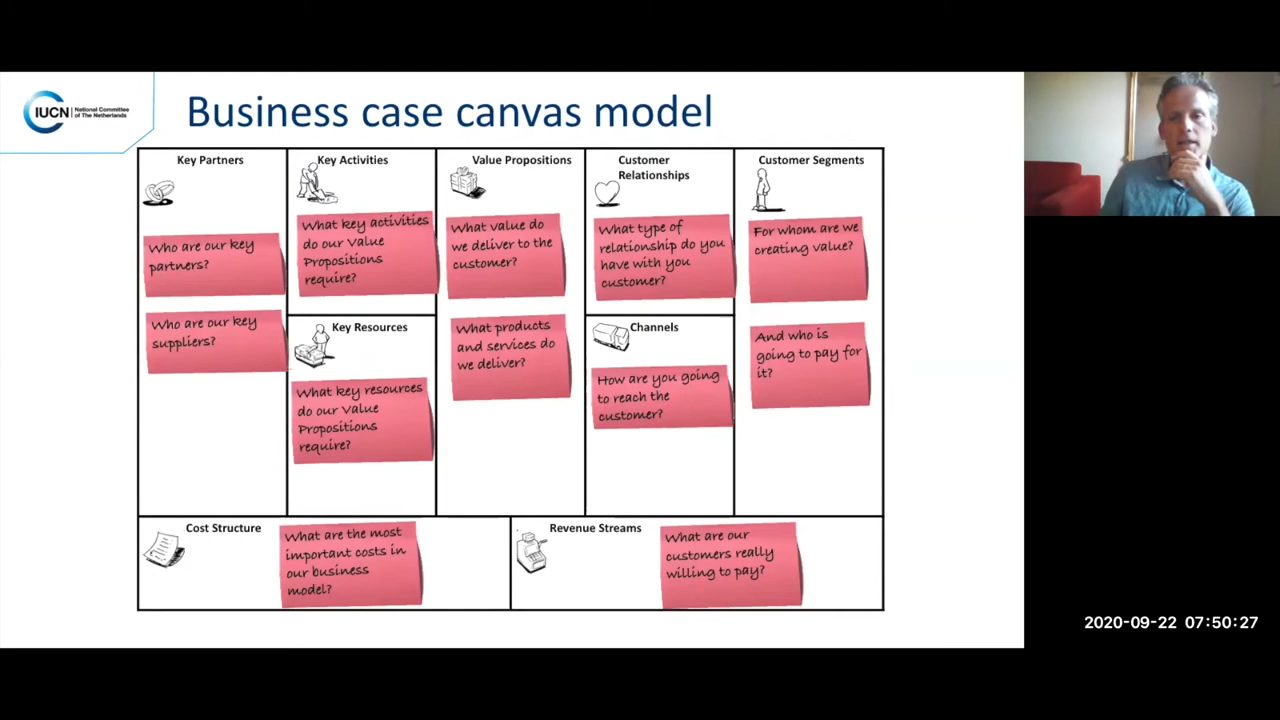 IUCN
National Committee
of The Netherlands
Business case canvas model
Key Partners
Who are our key
partners?
Who are our key
suppliers?
Key Activities
What key activities
do our Value
Propositions
require?
Key Resources
What key resources
do our Value
Propositions
require?
Value Propositions
What value do
we deliver to the
customer?
What products
and services do
we deliver?
Customer
Relationships
What type of
relationship do you
have with you
customer?
Channels
How are you going
to reach the
customer?
Customer Segments
For whom are we
creating value?
And who is
going to pay for
it?
Cost Structure
What are the most
important costs in
our business
model?
Revenue Streams
What are our
customers really
willing to pay?
2020-09-22 07:50:27